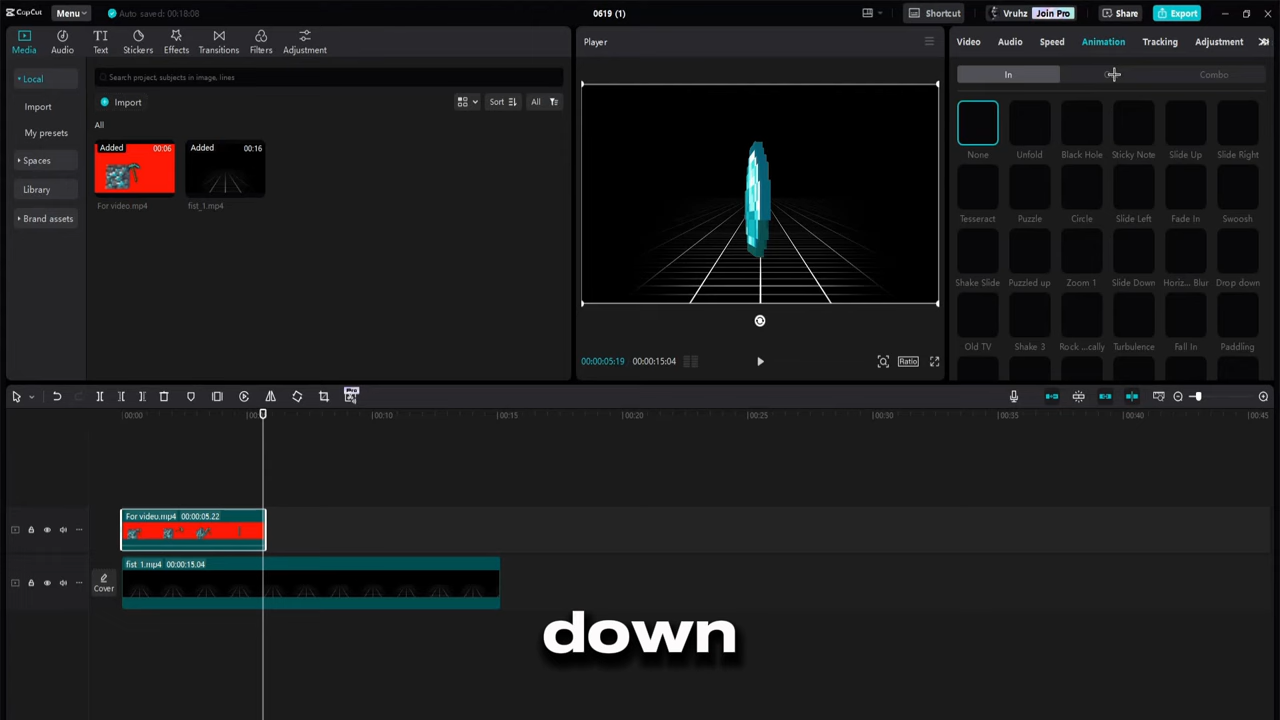 CapCut
Menu
Auto saved: 00:18:08
0619 (1)
Shortcut
Vruhz
Join Pro
Share
Export
Media
Audio
Text
Stickers
Effects
Transitions
Filters
Adjustment
Local
Import
My presets
Spaces
Library
Brand assets
Search project, subjects in image, lines
Import
Sort
All
All
Added
00:06
For video.mp4
Added
00:16
fist_1.mp4
Player
00:00:05:19
00:00:15:04
Ratio
Video
Audio
Speed
Animation
Tracking
Adjustment
In
Combo
None
Unfold
Black Hole
Sticky Note
Slide Up
Slide Right
Tesseract
Puzzle
Circle
Slide Left
Fade In
Swoosh
Shake Slide
Puzzled up
Zoom 1
Slide Down
Horiz... Blur
Drop down
Old TV
Shake 3
Rock ...cally
Turbulence
Fall In
Paddling
Pro
00:00
00:10
00:15
00:20
00:25
00:30
00:35
00:40
00:45
For video.mp4 00:00:05:22
Cover
fist_1.mp4 00:00:15:04
down